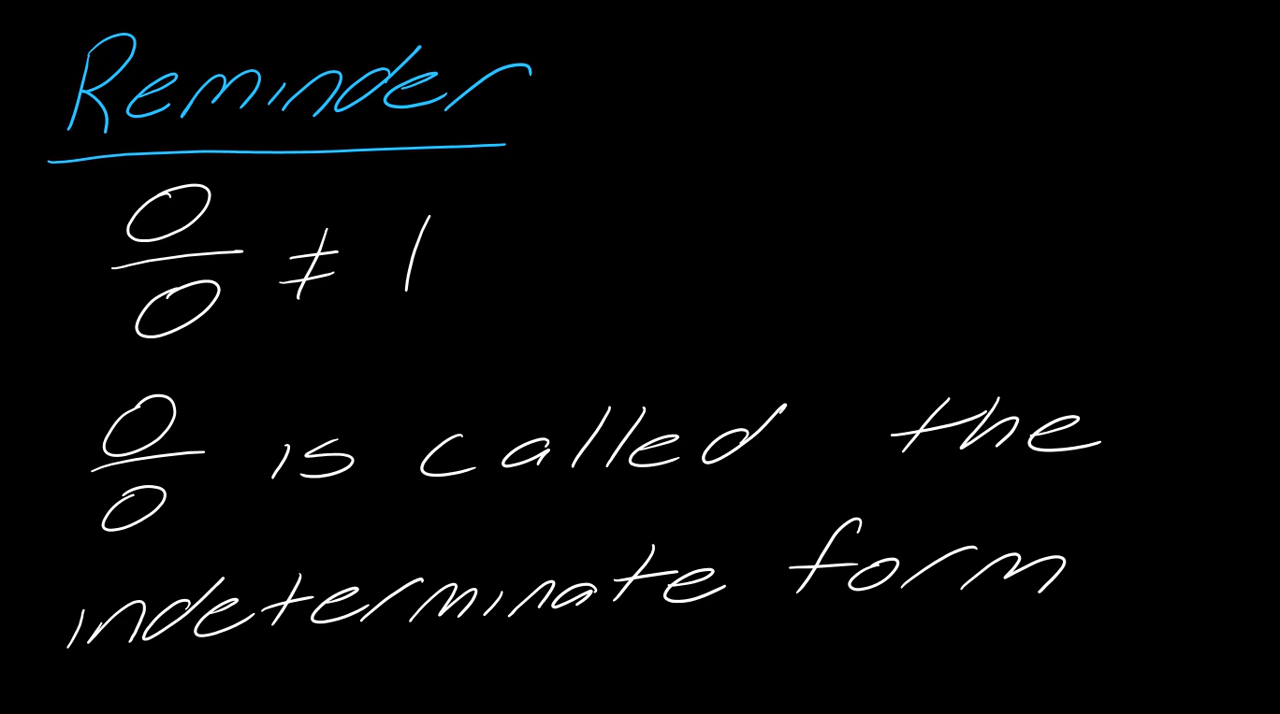 Reminder
0/0 ≠ 1
0/0 is called the
indeterminate form